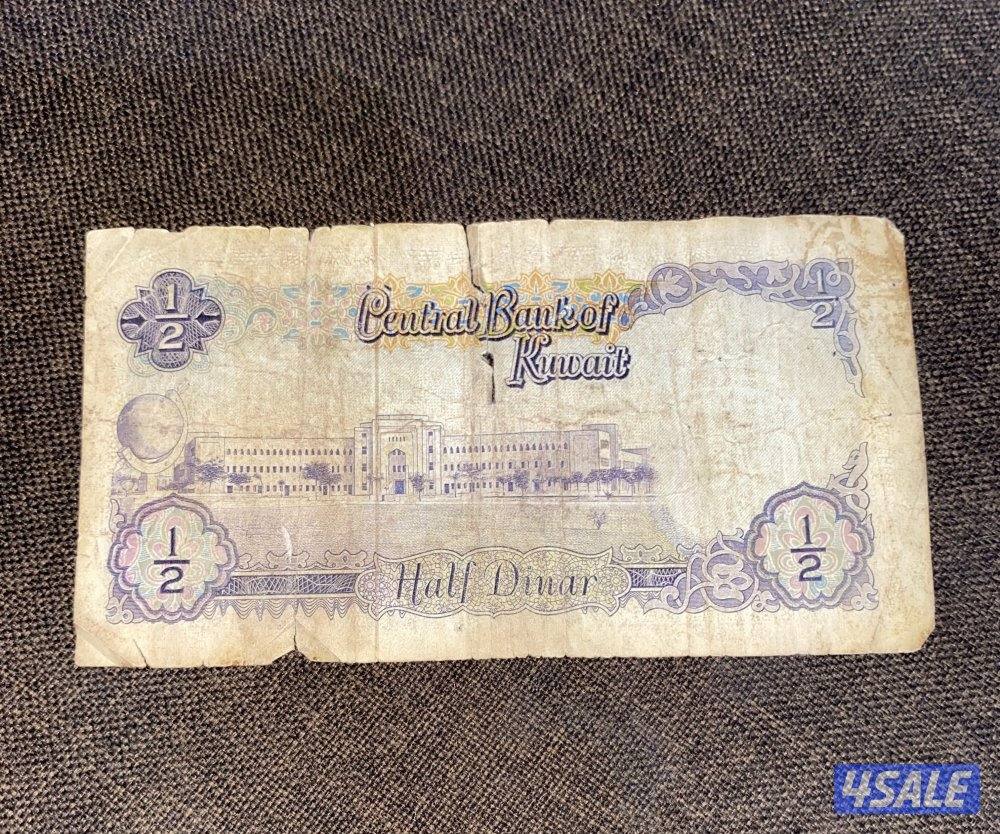 1/2
Central Bank of
Kuwait
1/2
1/2
Half Dinar
1/2
4SALE